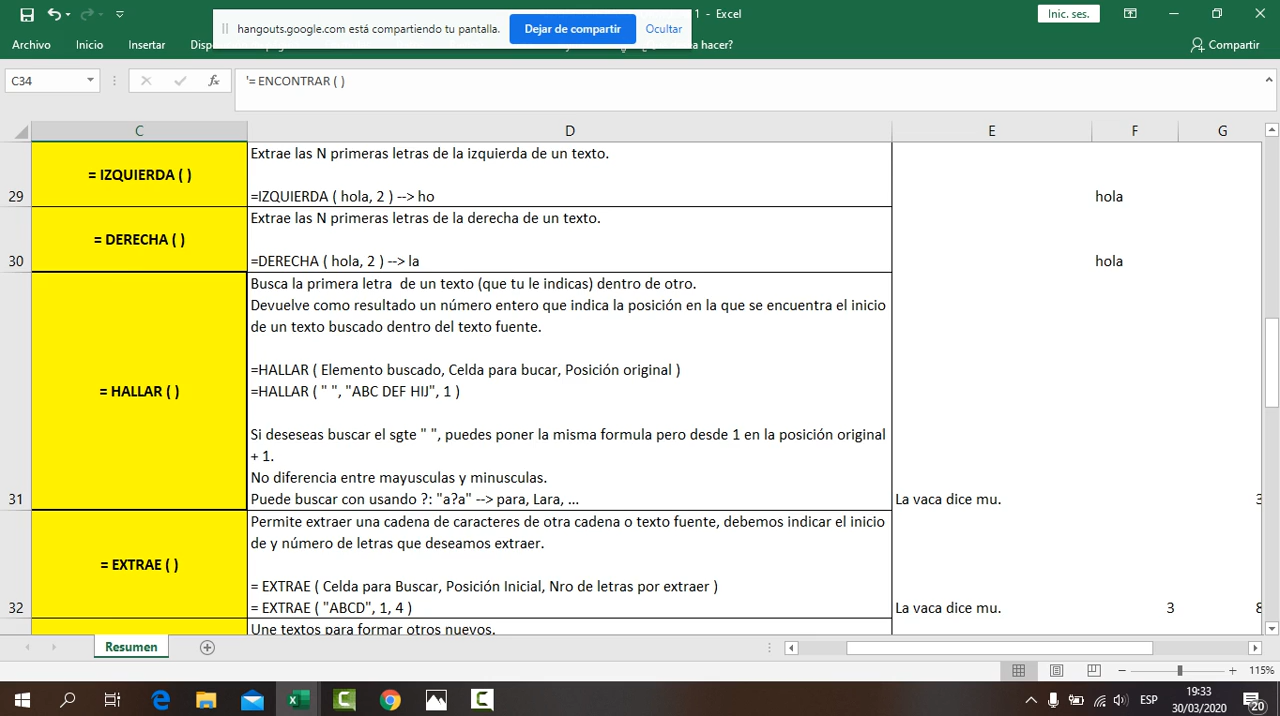 hangouts.google.com está compartiendo tu pantalla.
Dejar de compartir
Ocultar
1 - Excel
Inic. ses.
Archivo
Inicio
Insertar
hacer?
Compartir
C34
fx
'= ENCONTRAR ( )
C
D
E
F
G
29
= IZQUIERDA ( )
Extrae las N primeras letras de la izquierda de un texto.
=IZQUIERDA ( hola, 2 ) --> ho
hola
30
= DERECHA ( )
Extrae las N primeras letras de la derecha de un texto.
=DERECHA ( hola, 2 ) --> la
hola
31
= HALLAR ( )
Busca la primera letra  de un texto (que tu le indicas) dentro de otro.
Devuelve como resultado un número entero que indica la posición en la que se encuentra el inicio
de un texto buscado dentro del texto fuente.
=HALLAR ( Elemento buscado, Celda para bucar, Posición original )
=HALLAR ( " ", "ABC DEF HIJ", 1 )
Si deseseas buscar el sgte " ", puedes poner la misma formula pero desde 1 en la posición original
+ 1.
No diferencia entre mayusculas y minusculas.
Puede buscar con usando ?: "a?a" --> para, Lara, ...
La vaca dice mu.
3
32
= EXTRAE ( )
Permite extraer una cadena de caracteres de otra cadena o texto fuente, debemos indicar el inicio
de y número de letras que deseamos extraer.
= EXTRAE ( Celda para Buscar, Posición Inicial, Nro de letras por extraer )
= EXTRAE ( "ABCD", 1, 4 )
La vaca dice mu.
3
8
Une textos para formar otros nuevos.
Resumen
115%
ESP
19:33
30/03/2020
20